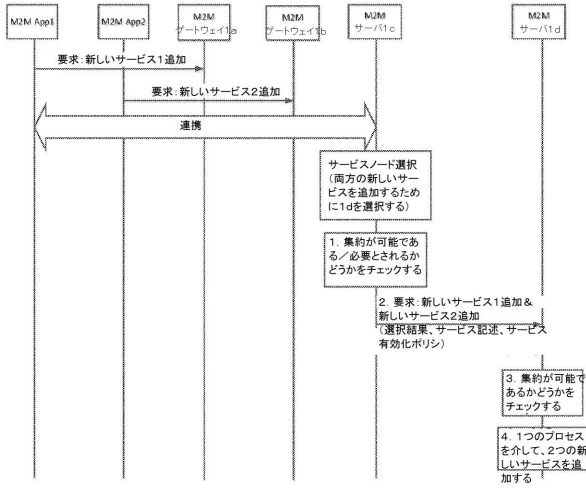 M2M App1
M2M App2
M2M
ゲートウェイ1a
M2M
ゲートウェイ1b
M2M
サーバ1c
M2M
サーバ1d
要求：新しいサービス1追加
要求：新しいサービス2追加
連携
サービスノード選択
（両方の新しいサー
ビスを追加するため
に1dを選択する）
1．集約が可能であ
る／必要とされるか
どうかをチェックする
2．要求：新しいサービス1追加＆
新しいサービス2追加
（選択結果、サービス記述、サービス
有効化ポリシ）
3．集約が可能で
あるかどうかを
チェックする
4．1つのプロセス
を介して、2つの新
しいサービスを追
加する